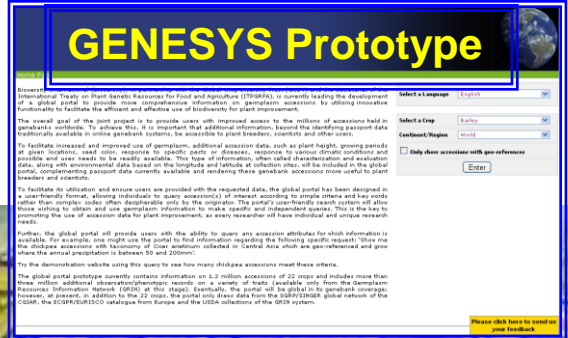 GENESYS Prototype
Home Pa
Biodiversity International
International Treaty on Plant Genetic Resources for Food and Agriculture (ITPGRFA), is currently leading the development
of a global portal to provide more comprehensive information on germplasm accessions by utilizing innovative
functionality to facilitate the efficient and effective use of biodiversity for plant improvement.
The overall goal of the joint project is to provide users with improved access to the millions of accessions held in
genebanks worldwide. To achieve this, it is important that additional information, beyond the identifying passport data
traditionally available in online genebank systems, be accessible to plant breeders, scientists and other users.
To facilitate increased and improved use of germplasm, additional accession data, such as plant height, growing periods
at given locations, seed color, response to specific pests or diseases, response to various climatic conditions and
possible end uses needs to be readily available. This type of information, often called characterization and evaluation
data, along with environmental data based on the longitude and latitude at collection sites, will be included in the global
portal, complementing passport data currently available and rendering these genebank accessions more useful to plant
breeders and scientists.
To facilitate its utilization and ensure users are provided with the requested data, the global portal has been designed in
a user-friendly format, allowing individuals to query accession(s) of interest according to simple criteria and key words
rather than complex codes often decipherable only by the originator. The portal's user-friendly search system will allow
those wishing to obtain and use germplasm information to make specific and independent queries. This is the key to
promoting the use of accession data for plant improvement, as every researcher will have individual and unique research
needs.
Further, the global portal will provide users with the ability to query any accession attributes for which information is
available. For example, one might use the portal to find information regarding the following specific request: 'Show me
the chickpea accessions with taxonomy of Cicer arietinum collected in Central Asia which are geo-referenced and grow
where the annual precipitation is between 50 and 200mm'.
Try the demonstration website using this query to see how many chickpea accessions meet these criteria.
The global portal prototype currently contains information on 1.2 million accessions of 22 crops and includes more than
three million additional observation/phenotypic records on a variety of traits (available only from the Germplasm
Resources Information Network (GRIN) at this stage). Eventually, the portal will be global in its genebank coverage;
however, at present, in addition to the 22 crops, the portal only draws data from the SGRP/SINGER global network of the
CGIAR, the ECGPR/EURISCO catalogue from Europe and the USDA collections of the GRIN system.
Select a Language English
Select a Crop Barley
Continent/Region World
Only show accessions with geo-references
Enter
Please click here to send us
your feedback